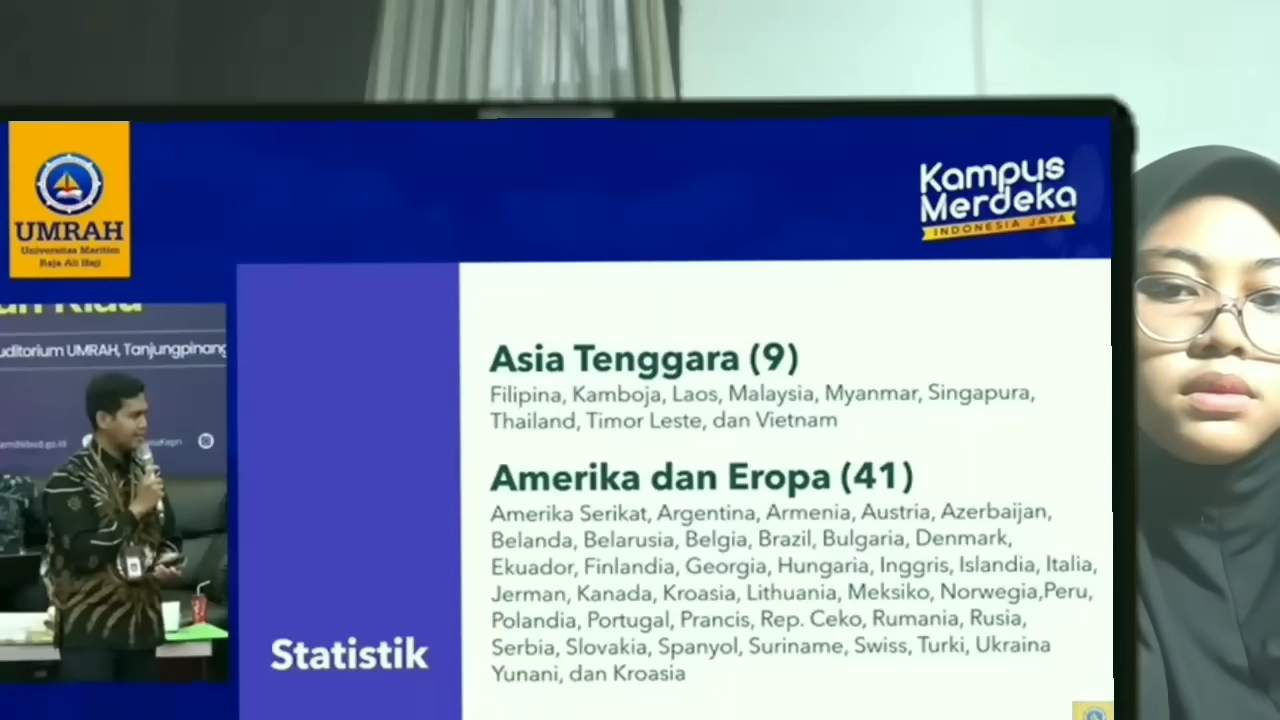 UMRAH
Universitas Maritim
Raja Ali Haji
Kampus
Merdeka
INDONESIA JAYA
Auditorium UMRAH, Tanjungpinang
Asia Tenggara (9)
Filipina, Kamboja, Laos, Malaysia, Myanmar, Singapura,
Thailand, Timor Leste, dan Vietnam
Amerika dan Eropa (41)
Amerika Serikat, Argentina, Armenia, Austria, Azerbaijan,
Belanda, Belarusia, Belgia, Brazil, Bulgaria, Denmark,
Ekuador, Finlandia, Georgia, Hungaria, Inggris, Islandia, Italia,
Jerman, Kanada, Kroasia, Lithuania, Meksiko, Norwegia,Peru,
Polandia, Portugal, Prancis, Rep. Ceko, Rumania, Rusia,
Serbia, Slovakia, Spanyol, Suriname, Swiss, Turki, Ukraina
Yunani, dan Kroasia
Statistik